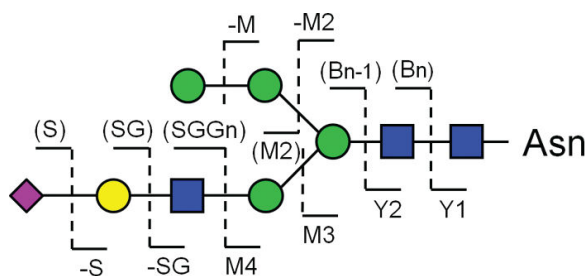 -M
-M2
(Bn-1)
(Bn)
(S)
(SG)
(SGGn)
(M2)
Asn
Y2
Y1
M3
-S
-SG
M4